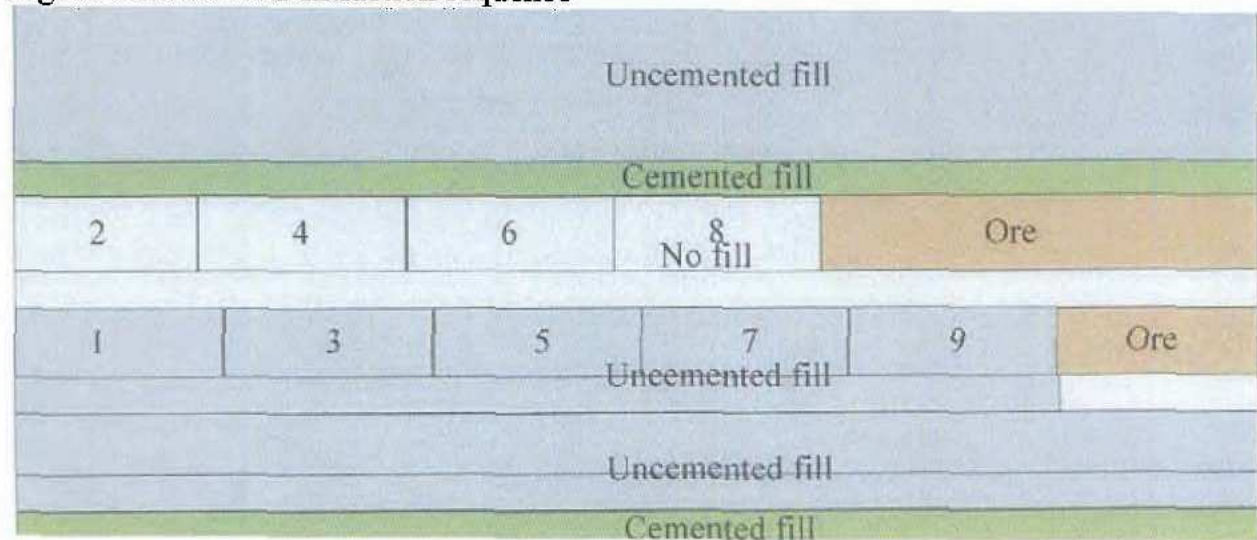 Uncemented fill
Cemented fill
2 4 6 8 Ore
No fill
1 3 5 7 9 Ore
Uncemented fill
Uncemented fill
Cemented fill